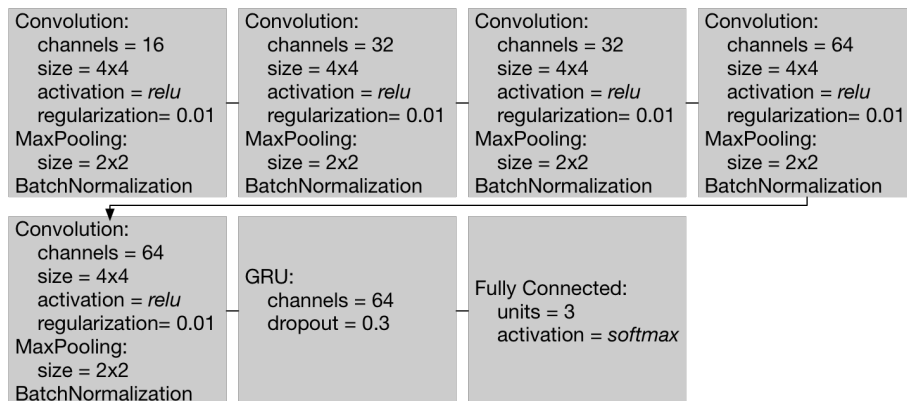 Convolution:
channels = 16
size = 4x4
activation = relu
regularization= 0.01
MaxPooling:
size = 2x2
BatchNormalization
Convolution:
channels = 32
size = 4x4
activation = relu
regularization= 0.01
MaxPooling:
size = 2x2
BatchNormalization
Convolution:
channels = 32
size = 4x4
activation = relu
regularization= 0.01
MaxPooling:
size = 2x2
BatchNormalization
Convolution:
channels = 64
size = 4x4
activation = relu
regularization= 0.01
MaxPooling:
size = 2x2
BatchNormalization
Convolution:
channels = 64
size = 4x4
activation = relu
regularization= 0.01
MaxPooling:
size = 2x2
BatchNormalization
GRU:
channels = 64
dropout = 0.3
Fully Connected:
units = 3
activation = softmax